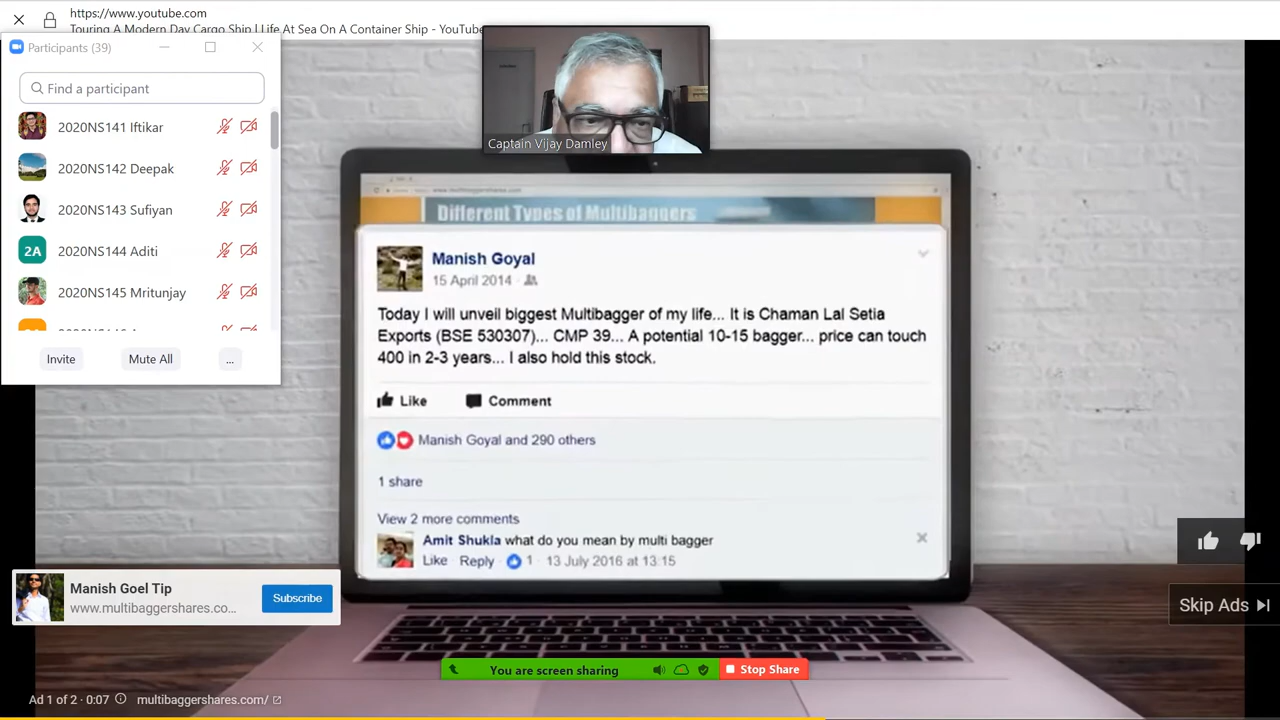 https://www.youtube.com
Touring A Modern Day Cargo Ship | Life At Sea On A Container Ship - YouTube
Participants (39)
Find a participant
2020NS141 Iftikar
2020NS142 Deepak
2020NS143 Sufiyan
2A
2020NS144 Aditi
2020NS145 Mritunjay
Invite
Mute All
...
Captain Vijay Damley
Different Types of Multibaggers
Manish Goyal
15 April 2014
Today I will unveil biggest Multibagger of my life... It is Chaman Lal Setia
Exports (BSE 530307)... CMP 39... A potential 10-15 bagger... price can touch
400 in 2-3 years... I also hold this stock.
Like
Comment
Manish Goyal and 290 others
1 share
View 2 more comments
Amit Shukla what do you mean by multi bagger
Like Reply 1 · 13 July 2016 at 13:15
Manish Goel Tip
www.multibaggershares.co...
Subscribe
Skip Ads
You are screen sharing
Stop Share
Ad 1 of 2 · 0:07
multibaggershares.com/